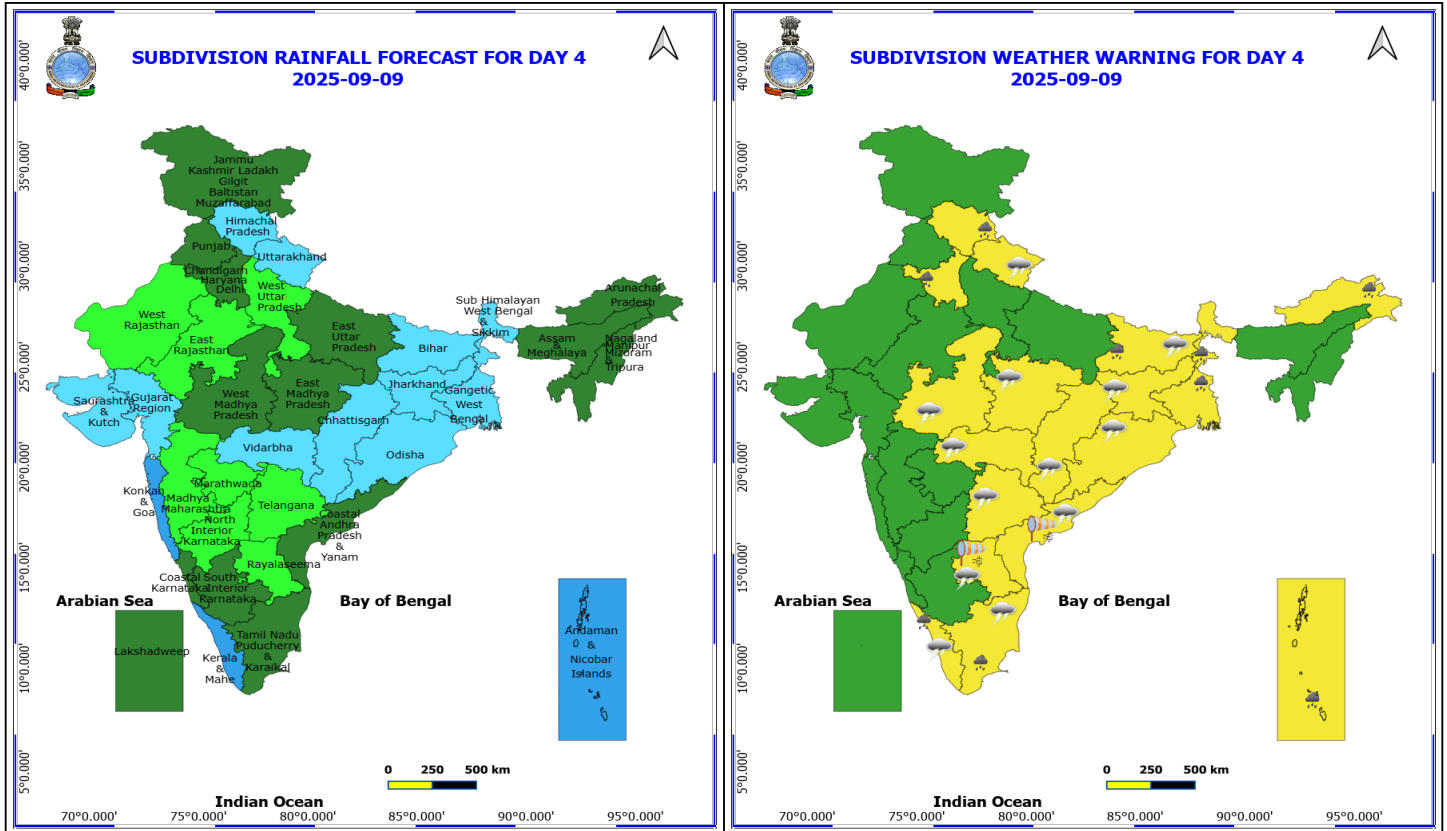 SUBDIVISION RAINFALL FORECAST FOR DAY 4
2025-09-09
40°0.000'
35°0.000'
30°0.000'
25°0.000'
20°0.000'
15°0.000'
10°0.000'
5°0.000'
Jammu
Kashmir Ladakh
Gilgit
Baltistan
Muzaffarabad
Himachal
Pradesh
Punjab
Uttarakhand
Chandigarh
Haryana
Delhi
West
Uttar
Pradesh
Arunachal
Pradesh
Sub Himalayan
West Bengal
&
Sikkim
West
Rajasthan
East
Rajasthan
East
Uttar
Pradesh
Assam
&
Meghalaya
Nagaland
Manipur
Mizoram
&
Tripura
Bihar
Jharkhand
Gangetic
West
Bengal
Saurashtra
&
Kutch
Gujarat
Region
West
Madhya
Pradesh
East
Madhya
Pradesh
Chhattisgarh
Vidarbha
Odisha
Konkan
&
Goa
Marathwada
Madhya
Maharashtra
North
Interior
Karnataka
Telangana
Coastal
Andhra
Pradesh
&
Yanam
Rayalaseema
Coastal
Karnataka
South
Interior
Karnataka
Arabian Sea
Bay of Bengal
Lakshadweep
Kerala
&
Mahe
Tamil Nadu
Puducherry
&
Karaikal
Andaman
&
Nicobar
Islands
0 250 500 km
Indian Ocean
70°0.000' 75°0.000' 80°0.000' 85°0.000' 90°0.000' 95°0.000'
SUBDIVISION WEATHER WARNING FOR DAY 4
2025-09-09
40°0.000'
35°0.000'
30°0.000'
25°0.000'
20°0.000'
15°0.000'
10°0.000'
5°0.000'
Arabian Sea
Bay of Bengal
0 250 500 km
Indian Ocean
70°0.000' 75°0.000' 80°0.000' 85°0.000' 90°0.000' 95°0.000'